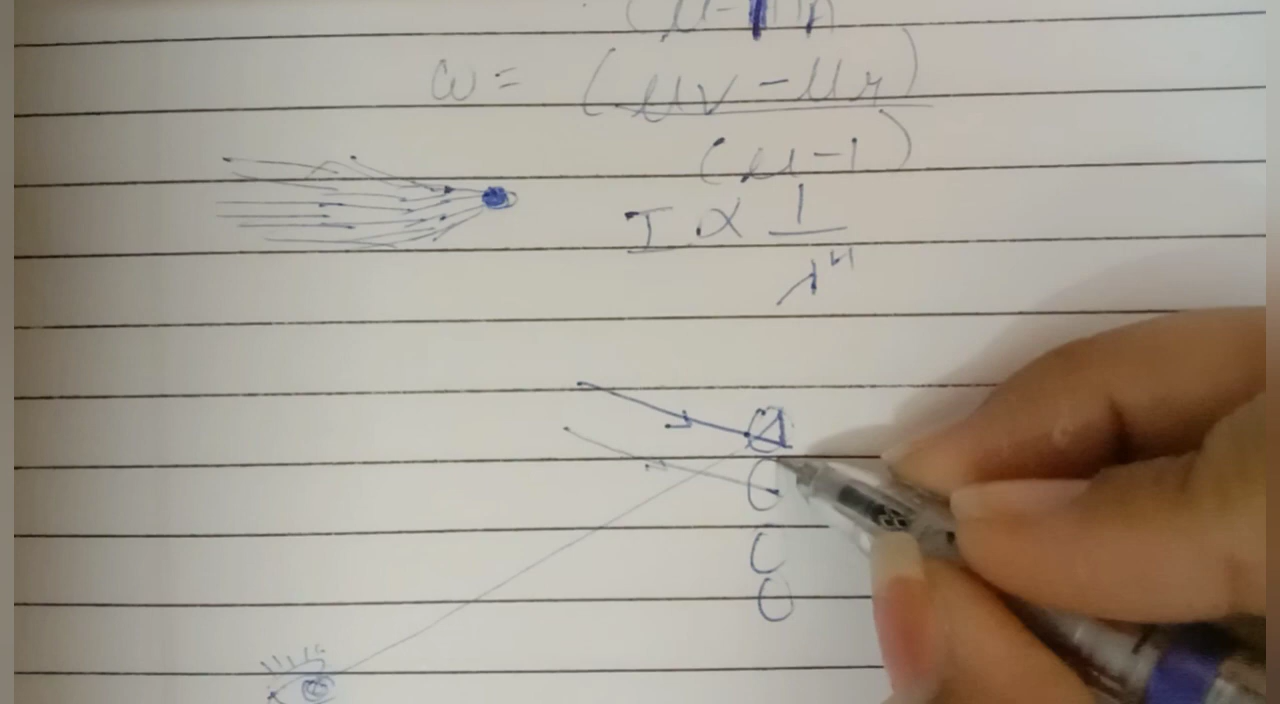 ω = (μv - μr)
(μ-1)
I ∝ 1
λ⁴